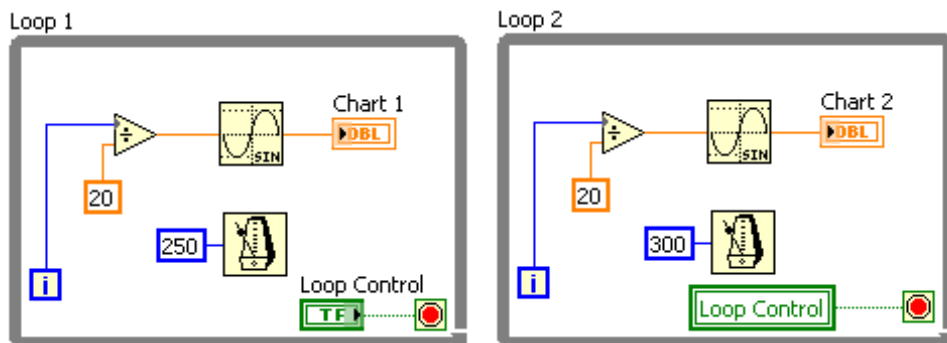 Loop 1
Chart 1
DBL
SIN
20
250
i
Loop Control
TF
Loop 2
Chart 2
DBL
SIN
20
300
i
Loop Control